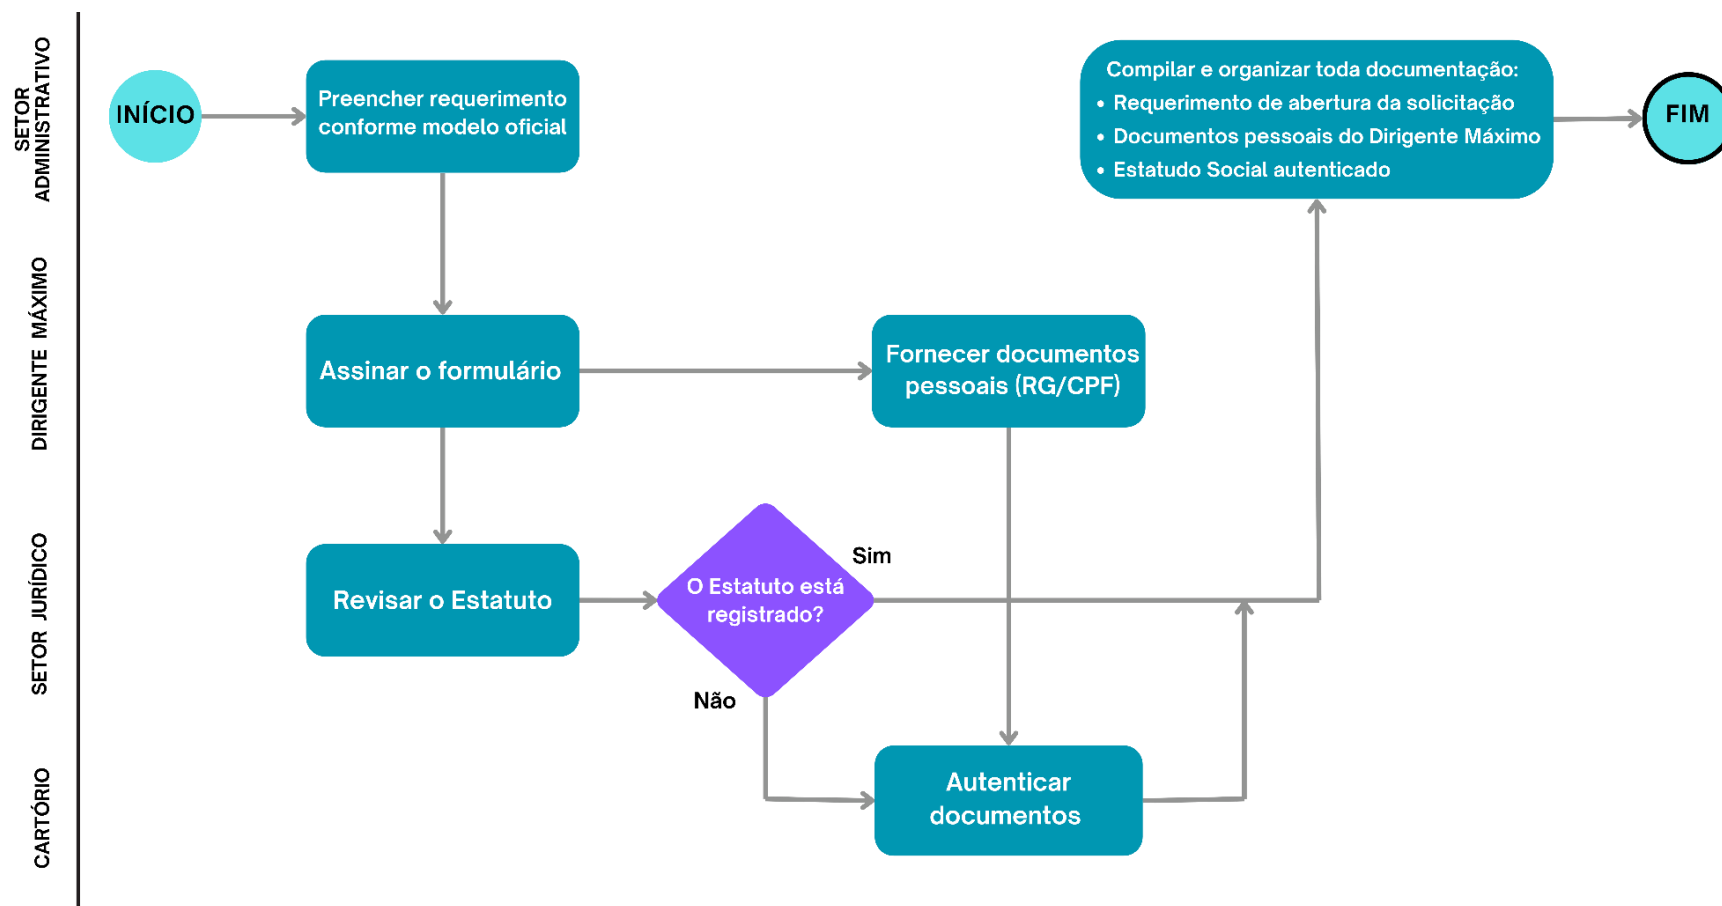 SETOR
ADMINISTRATIVO
INÍCIO
Preencher requerimento
conforme modelo oficial
Compilar e organizar toda documentação:
• Requerimento de abertura da solicitação
• Documentos pessoais do Dirigente Máximo
• Estatudo Social autenticado
FIM
DIRIGENTE MÁXIMO
Assinar o formulário
Fornecer documentos
pessoais (RG/CPF)
SETOR JURÍDICO
Revisar o Estatuto
O Estatuto está
registrado?
Sim
Não
CARTÓRIO
Autenticar
documentos